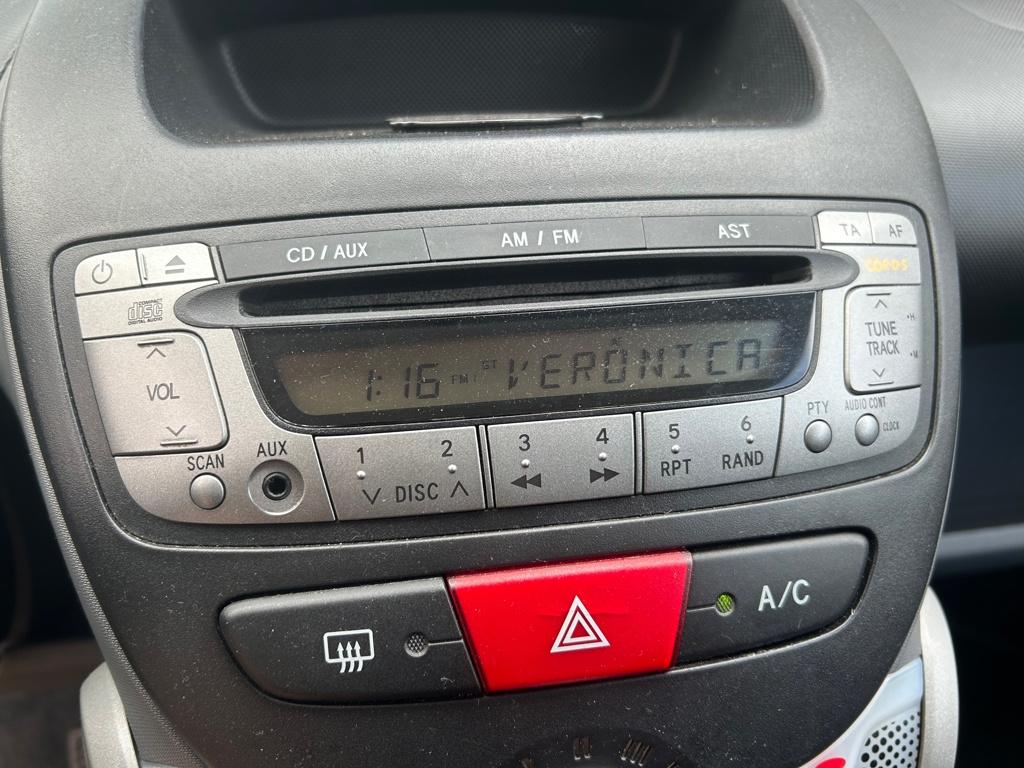 CD / AUX AM / FM AST TA AF
COMPACT
disc
DIGITAL AUDIO
VOL
1:16 FM I ST VERONICA
TUNE
TRACK
•H
•M
SCAN
AUX
1 2
DISC
3 4
5 6
RPT RAND
PTY
AUDIO CONT
CLOCK
A/C